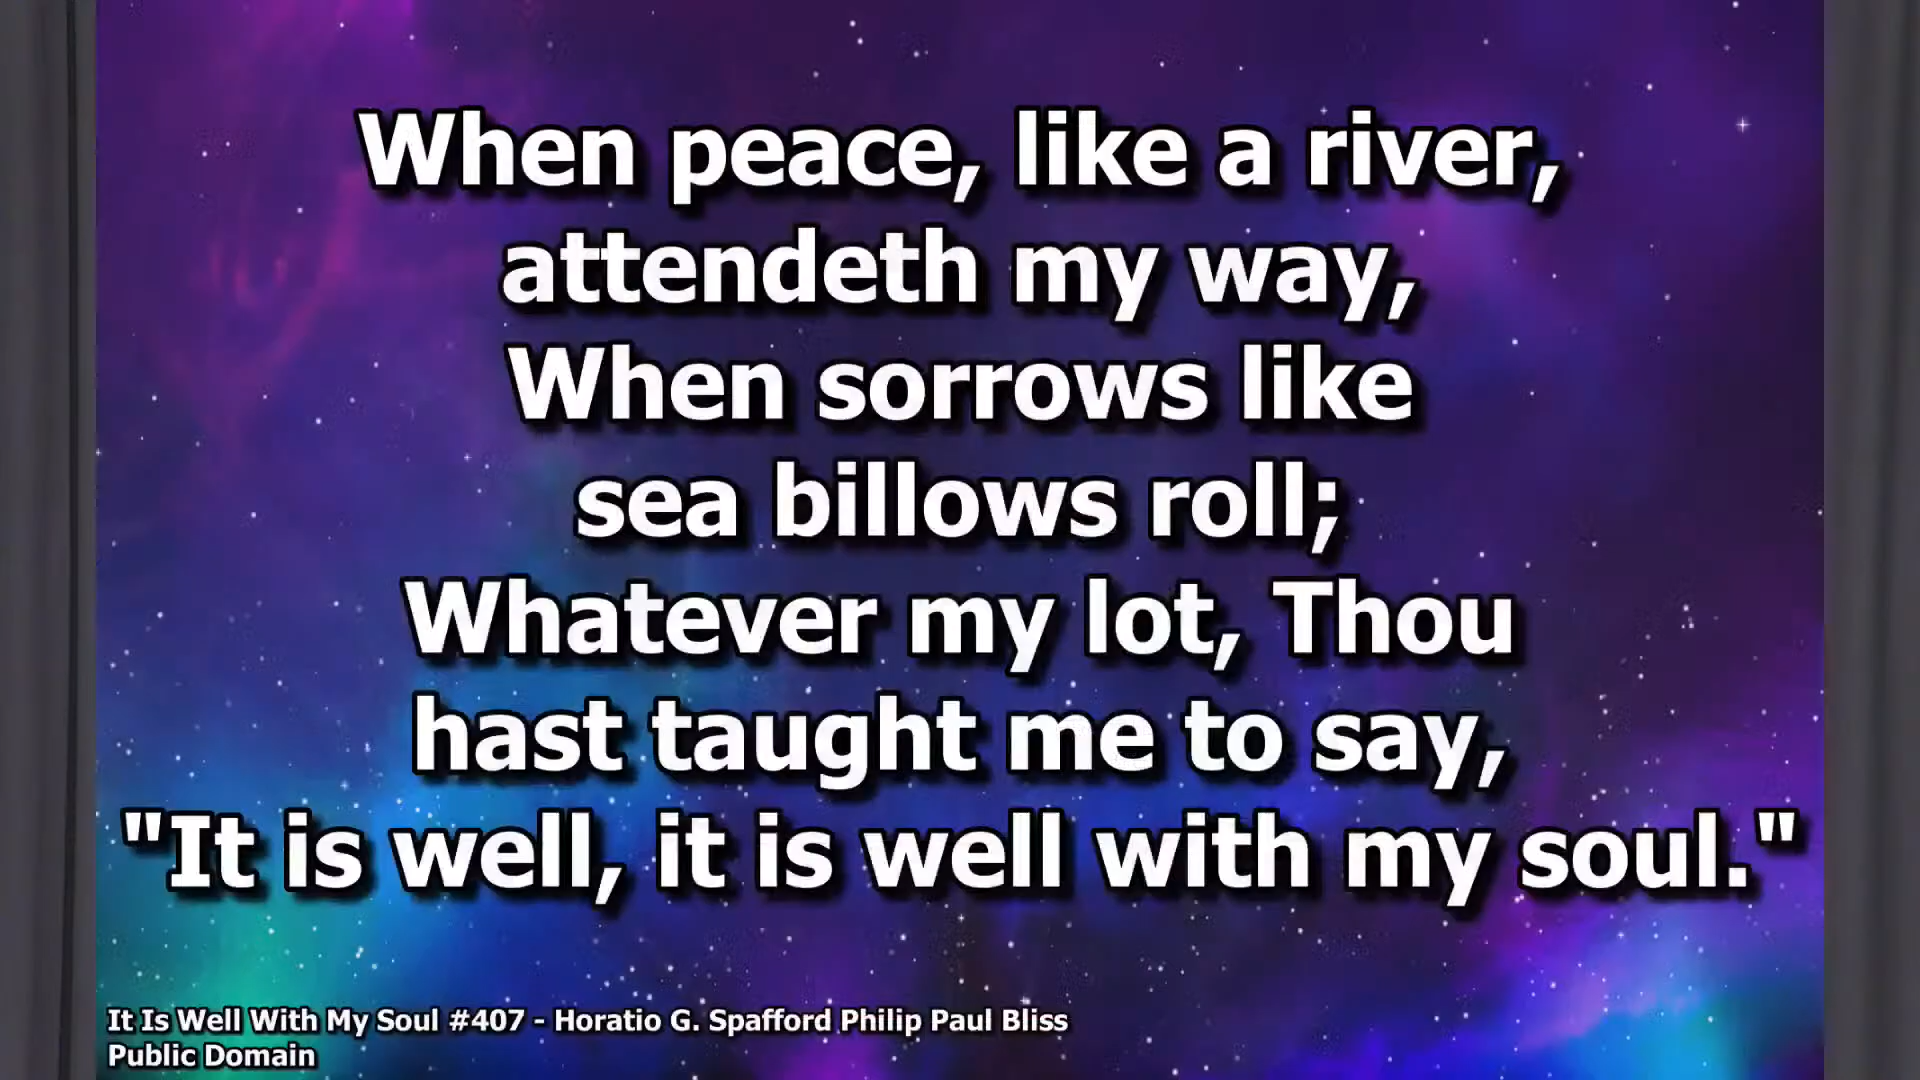 When peace, like a river,
attendeth my way,
When sorrows like
sea billows roll;
Whatever my lot, Thou
hast taught me to say,
"It is well, it is well with my soul."
It Is Well With My Soul #407 - Horatio G. Spafford Philip Paul Bliss
Public Domain